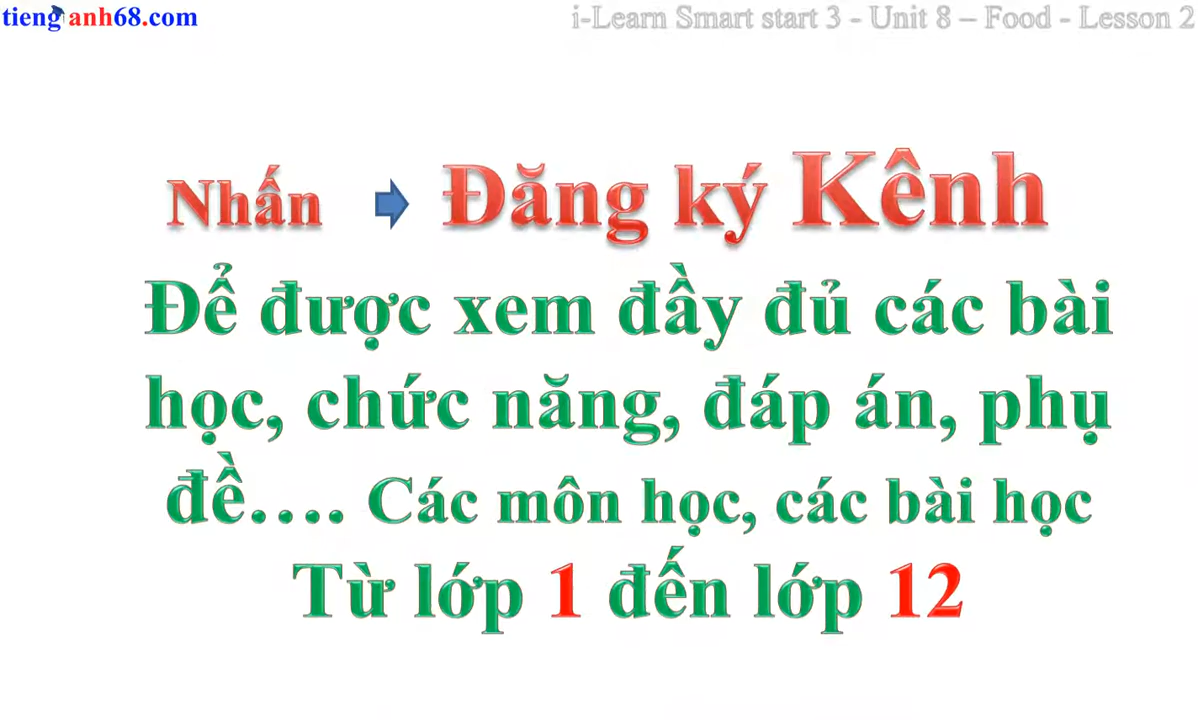 tienganh68.com
i-Learn Smart start 3 - Unit 8 – Food - Lesson 2
Nhấn Đăng ký Kênh
Để được xem đầy đủ các bài
học, chức năng, đáp án, phụ
đề…. Các môn học, các bài học
Từ lớp 1 đến lớp 12